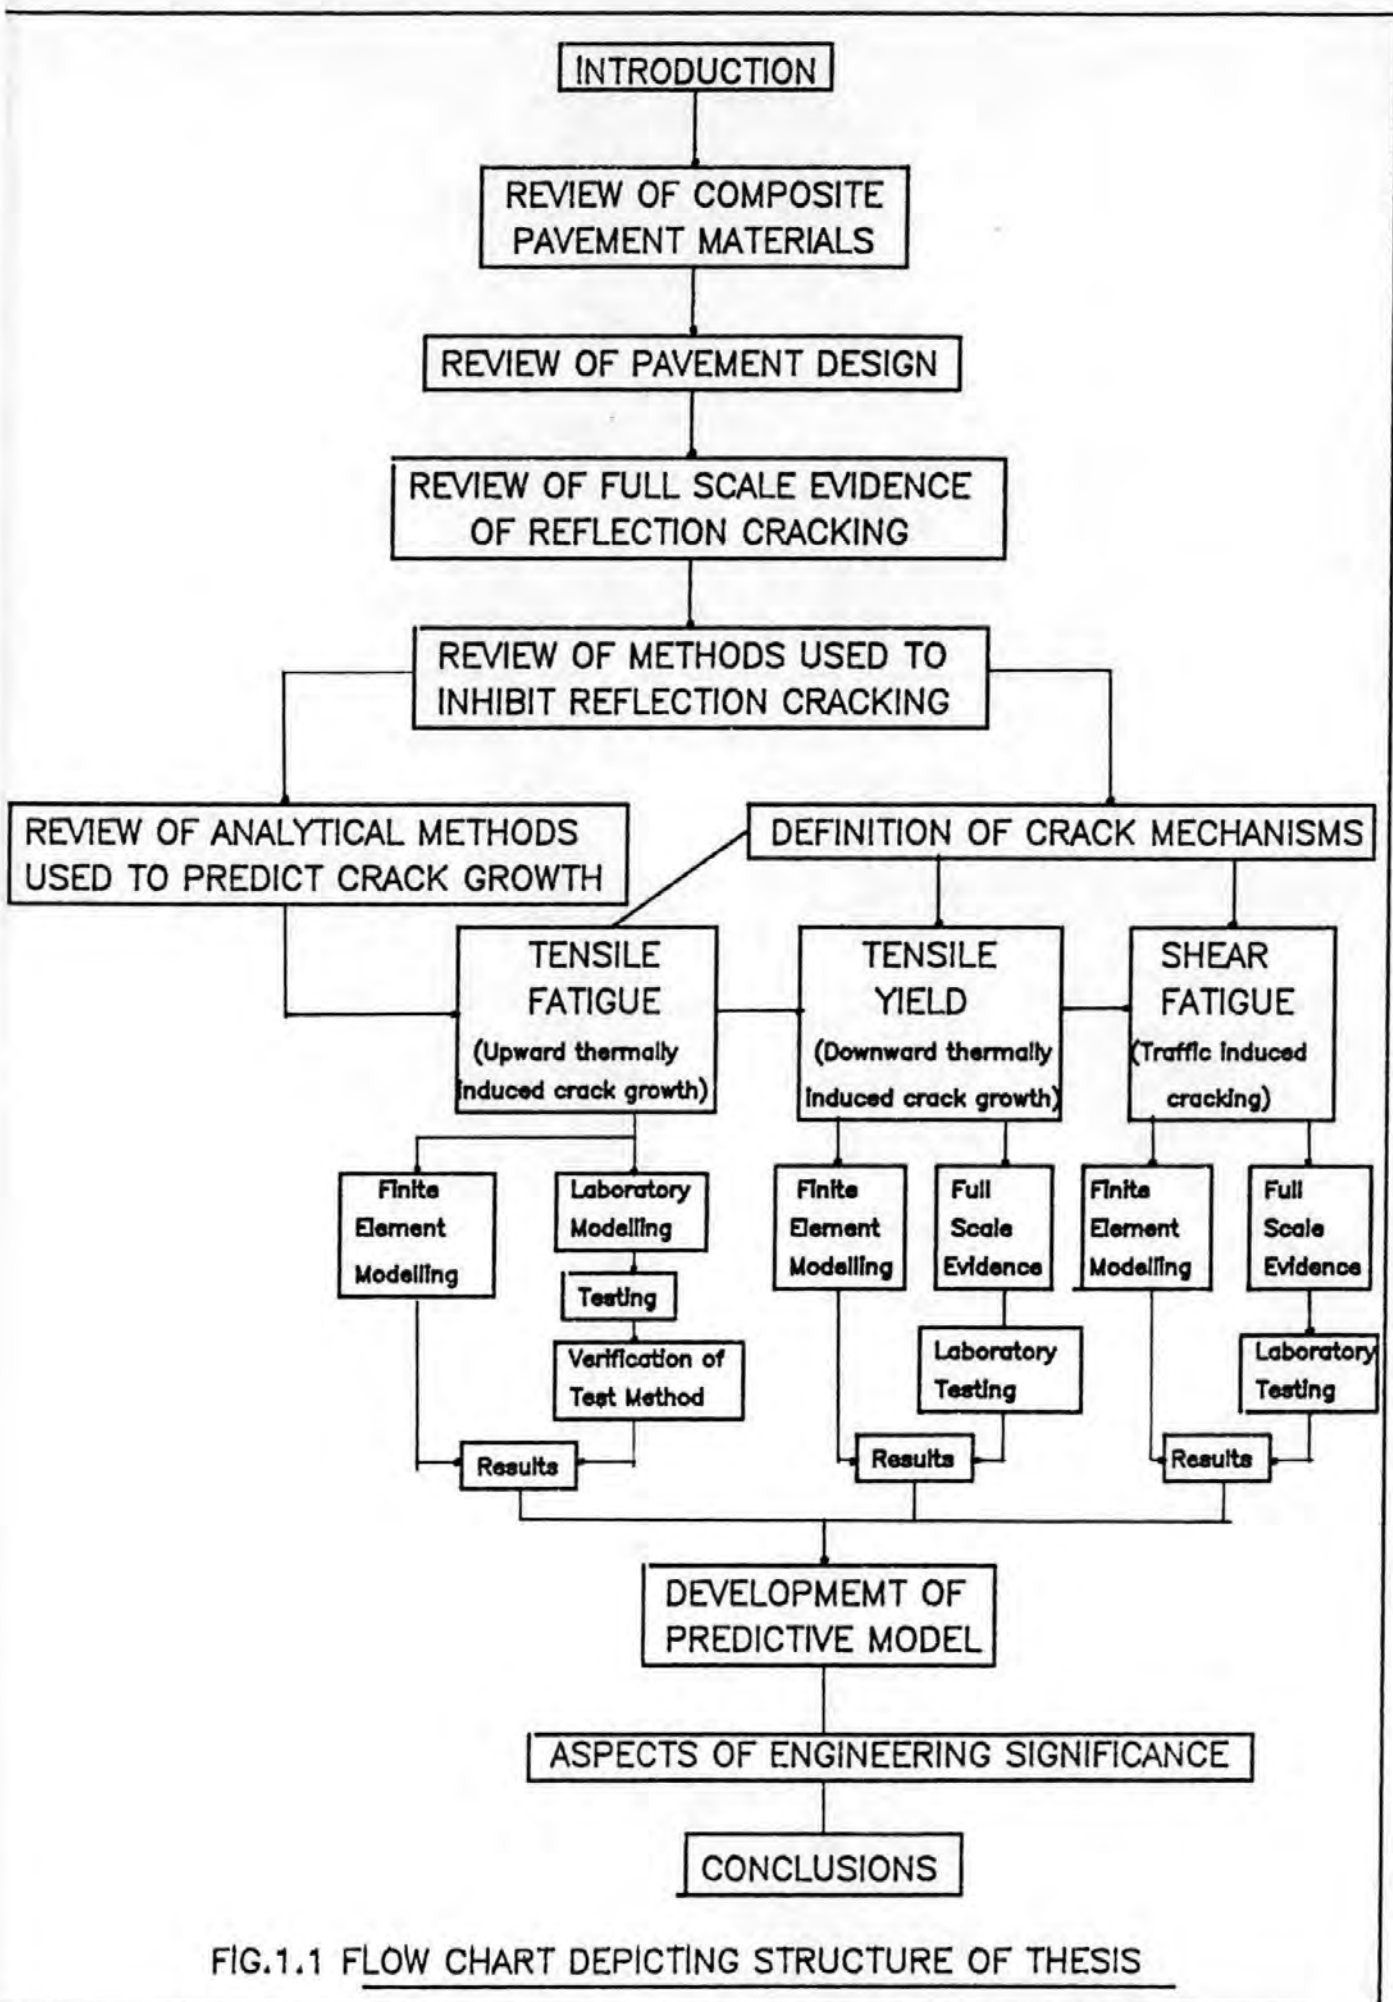 INTRODUCTION
REVIEW OF COMPOSITE
PAVEMENT MATERIALS
REVIEW OF PAVEMENT DESIGN
REVIEW OF FULL SCALE EVIDENCE
OF REFLECTION CRACKING
REVIEW OF METHODS USED TO
INHIBIT REFLECTION CRACKING
REVIEW OF ANALYTICAL METHODS
USED TO PREDICT CRACK GROWTH
DEFINITION OF CRACK MECHANISMS
TENSILE
FATIGUE
(Upward thermally
induced crack growth)
TENSILE
YIELD
(Downward thermally
induced crack growth)
SHEAR
FATIGUE
(Traffic induced
cracking)
Finite
Element
Modelling
Laboratory
Modelling
Testing
Verification of
Test Method
Results
Finite
Element
Modelling
Full
Scale
Evidence
Laboratory
Testing
Results
Finite
Element
Modelling
Full
Scale
Evidence
Laboratory
Testing
Results
DEVELOPMEMT OF
PREDICTIVE MODEL
ASPECTS OF ENGINEERING SIGNIFICANCE
CONCLUSIONS
FIG.1.1 FLOW CHART DEPICTING STRUCTURE OF THESIS